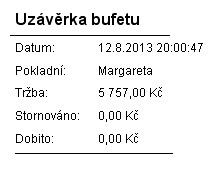 Uzávěrka bufetu
Datum: 12.8.2013 20:00:47
Pokladní: Margareta
Tržba: 5 757,00 Kč
Stornováno: 0,00 Kč
Dobito: 0,00 Kč